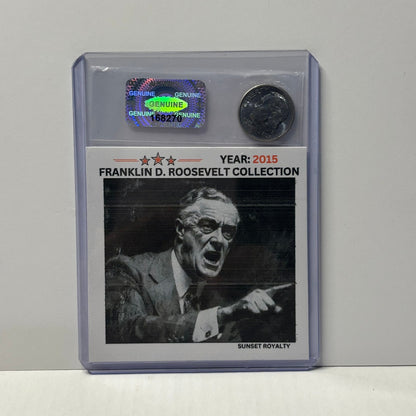 GENUINE
GENUINE
GENUINE
GENUINE GENUINE
168270
YEAR: 2015
FRANKLIN D. ROOSEVELT COLLECTION
SUNSET ROYALTY